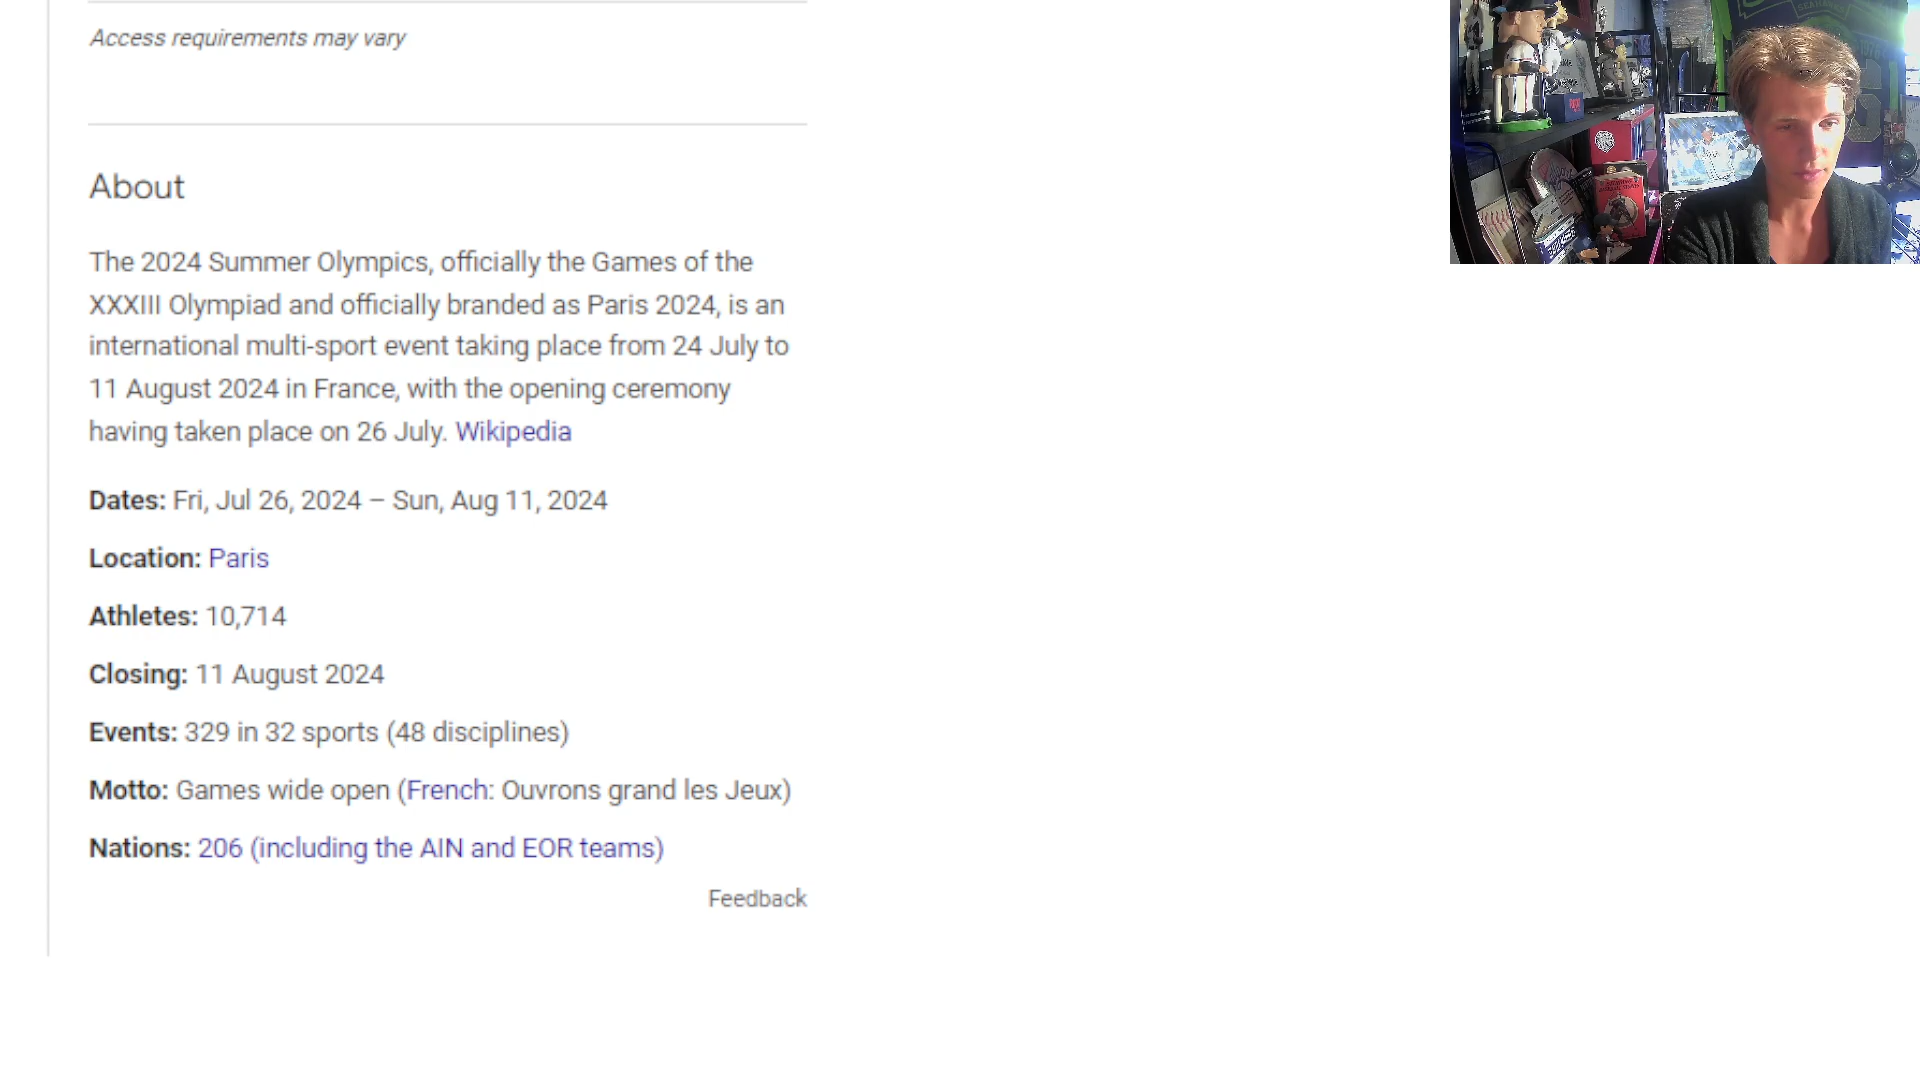 Access requirements may vary
About
The 2024 Summer Olympics, officially the Games of the
XXXIII Olympiad and officially branded as Paris 2024, is an
international multi-sport event taking place from 24 July to
11 August 2024 in France, with the opening ceremony
having taken place on 26 July. Wikipedia
Dates: Fri, Jul 26, 2024 – Sun, Aug 11, 2024
Location: Paris
Athletes: 10,714
Closing: 11 August 2024
Events: 329 in 32 sports (48 disciplines)
Motto: Games wide open (French: Ouvrons grand les Jeux)
Nations: 206 (including the AIN and EOR teams)
Feedback
SEAHAWKS